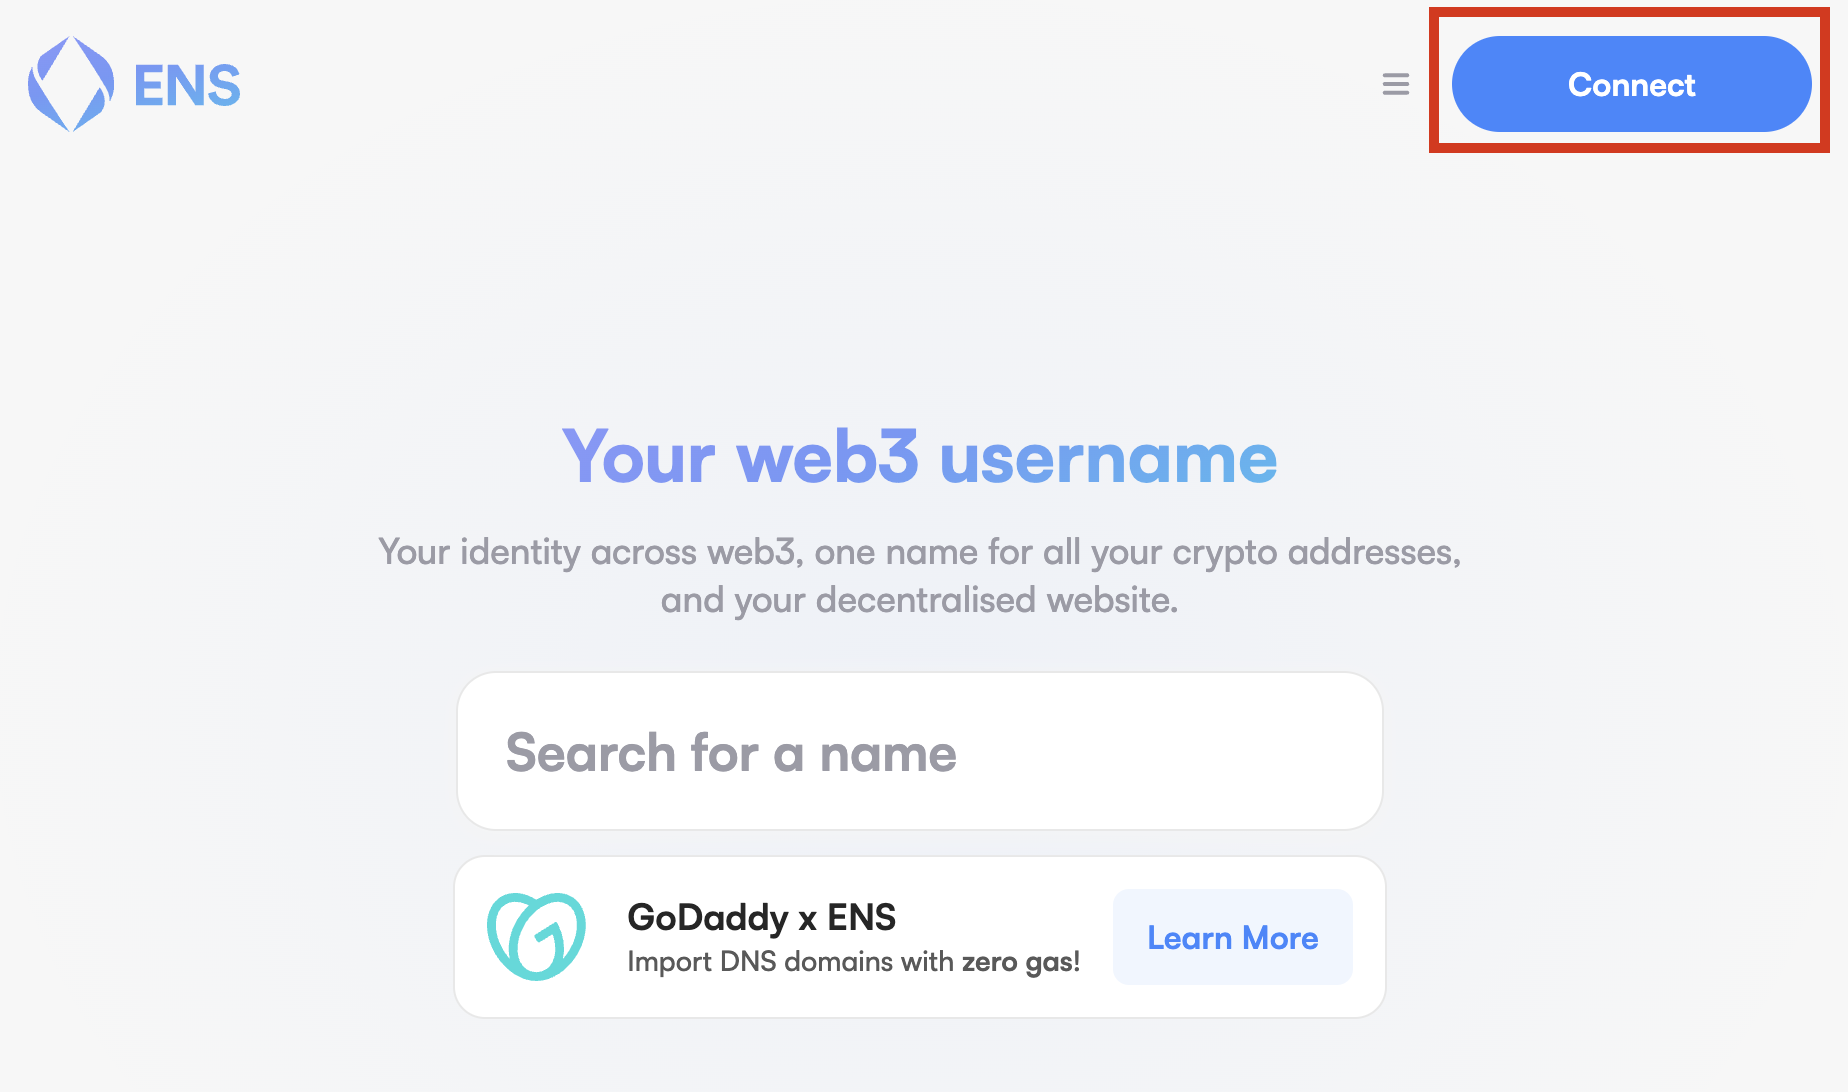 ENS
Connect
Your web3 username
Your identity across web3, one name for all your crypto addresses,
and your decentralised website.
Search for a name
GoDaddy x ENS
Import DNS domains with zero gas!
Learn More